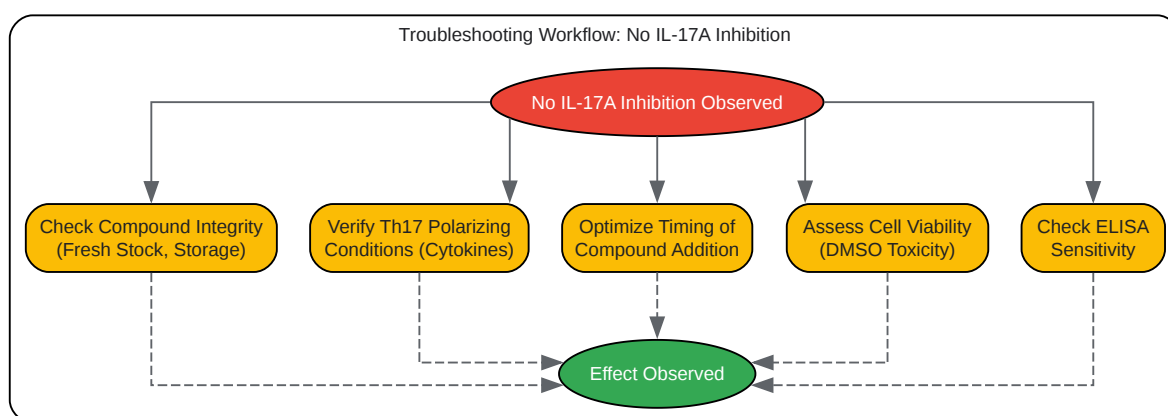 Troubleshooting Workflow: No IL-17A Inhibition
No IL-17A Inhibition Observed
Check Compound Integrity
(Fresh Stock, Storage)
Verify Th17 Polarizing
Conditions (Cytokines)
Optimize Timing of
Compound Addition
Assess Cell Viability
(DMSO Toxicity)
Check ELISA
Sensitivity
Effect Observed